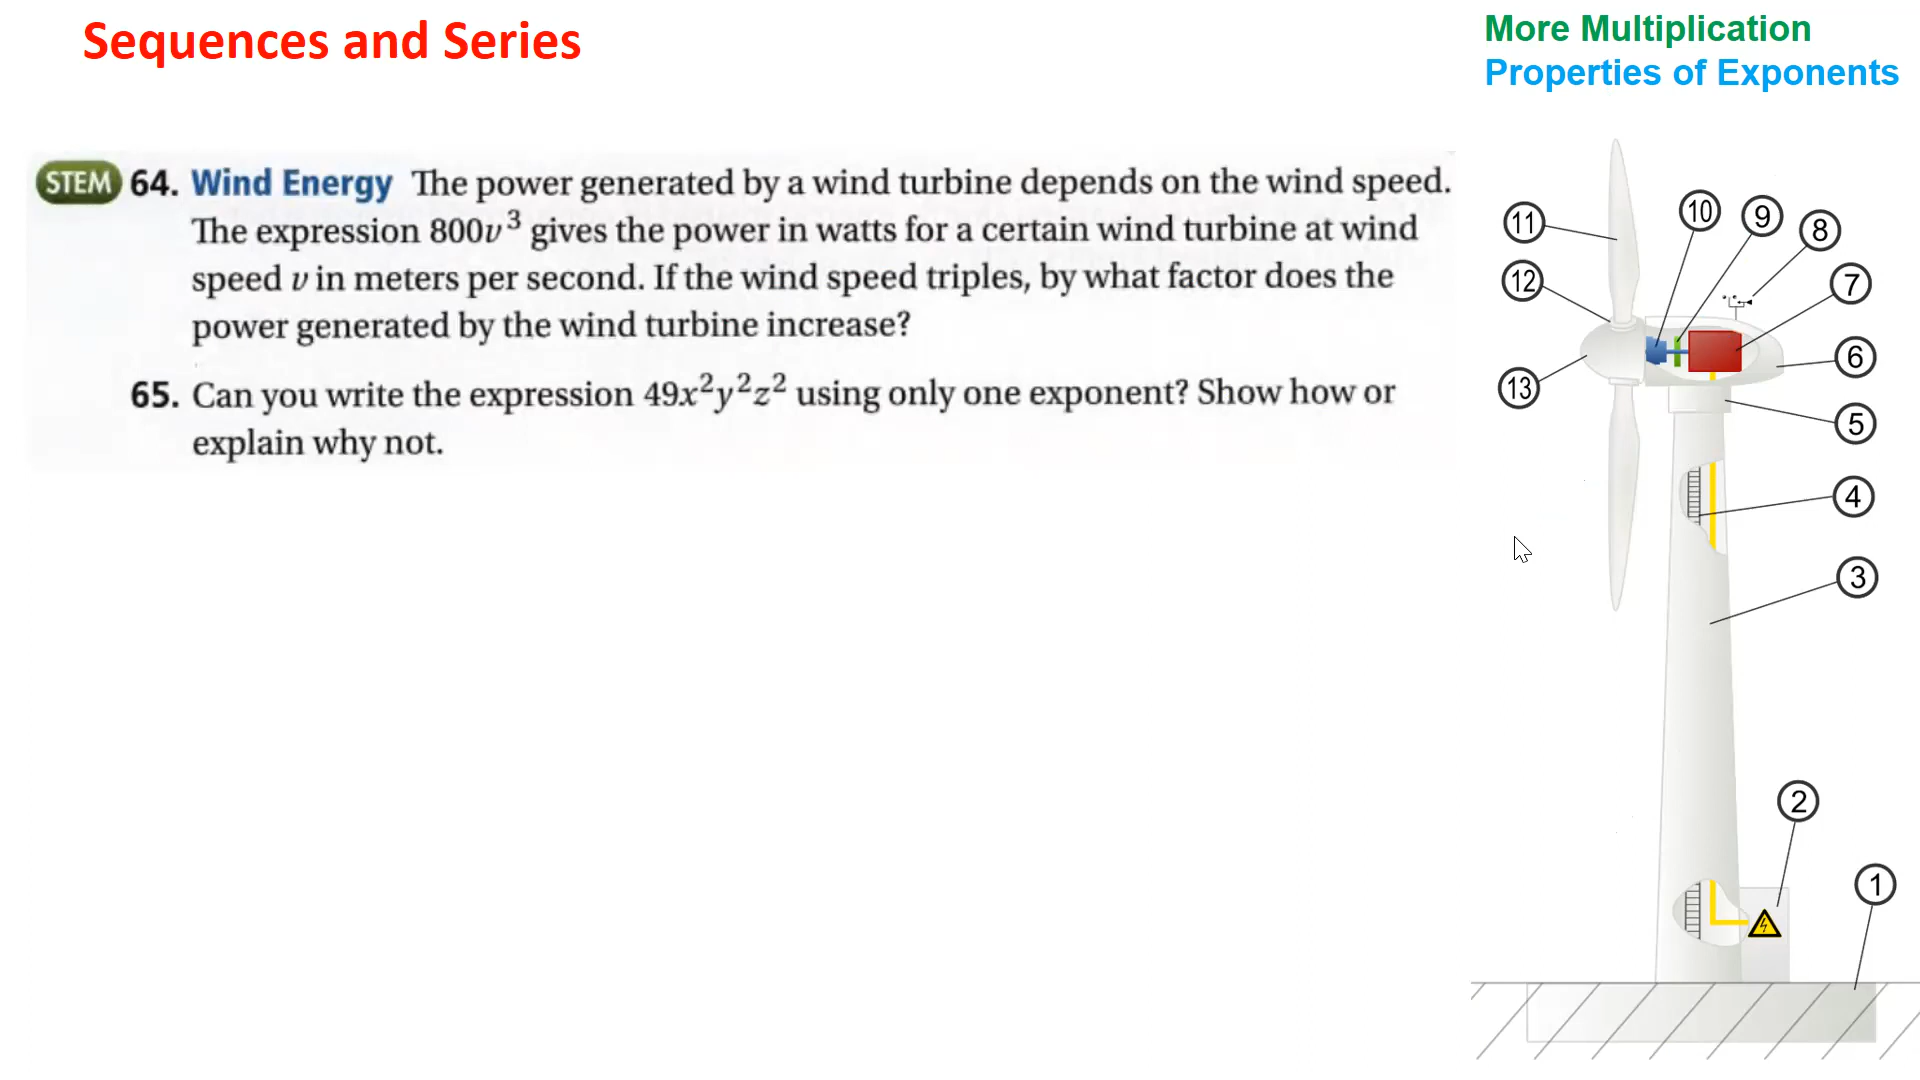 Sequences and Series
More Multiplication
Properties of Exponents
STEM 64. Wind Energy The power generated by a wind turbine depends on the wind speed.
The expression 800v³ gives the power in watts for a certain wind turbine at wind
speed v in meters per second. If the wind speed triples, by what factor does the
power generated by the wind turbine increase?
65. Can you write the expression 49x²y²z² using only one exponent? Show how or
explain why not.
11
10
9
8
12
7
6
13
5
4
3
2
1